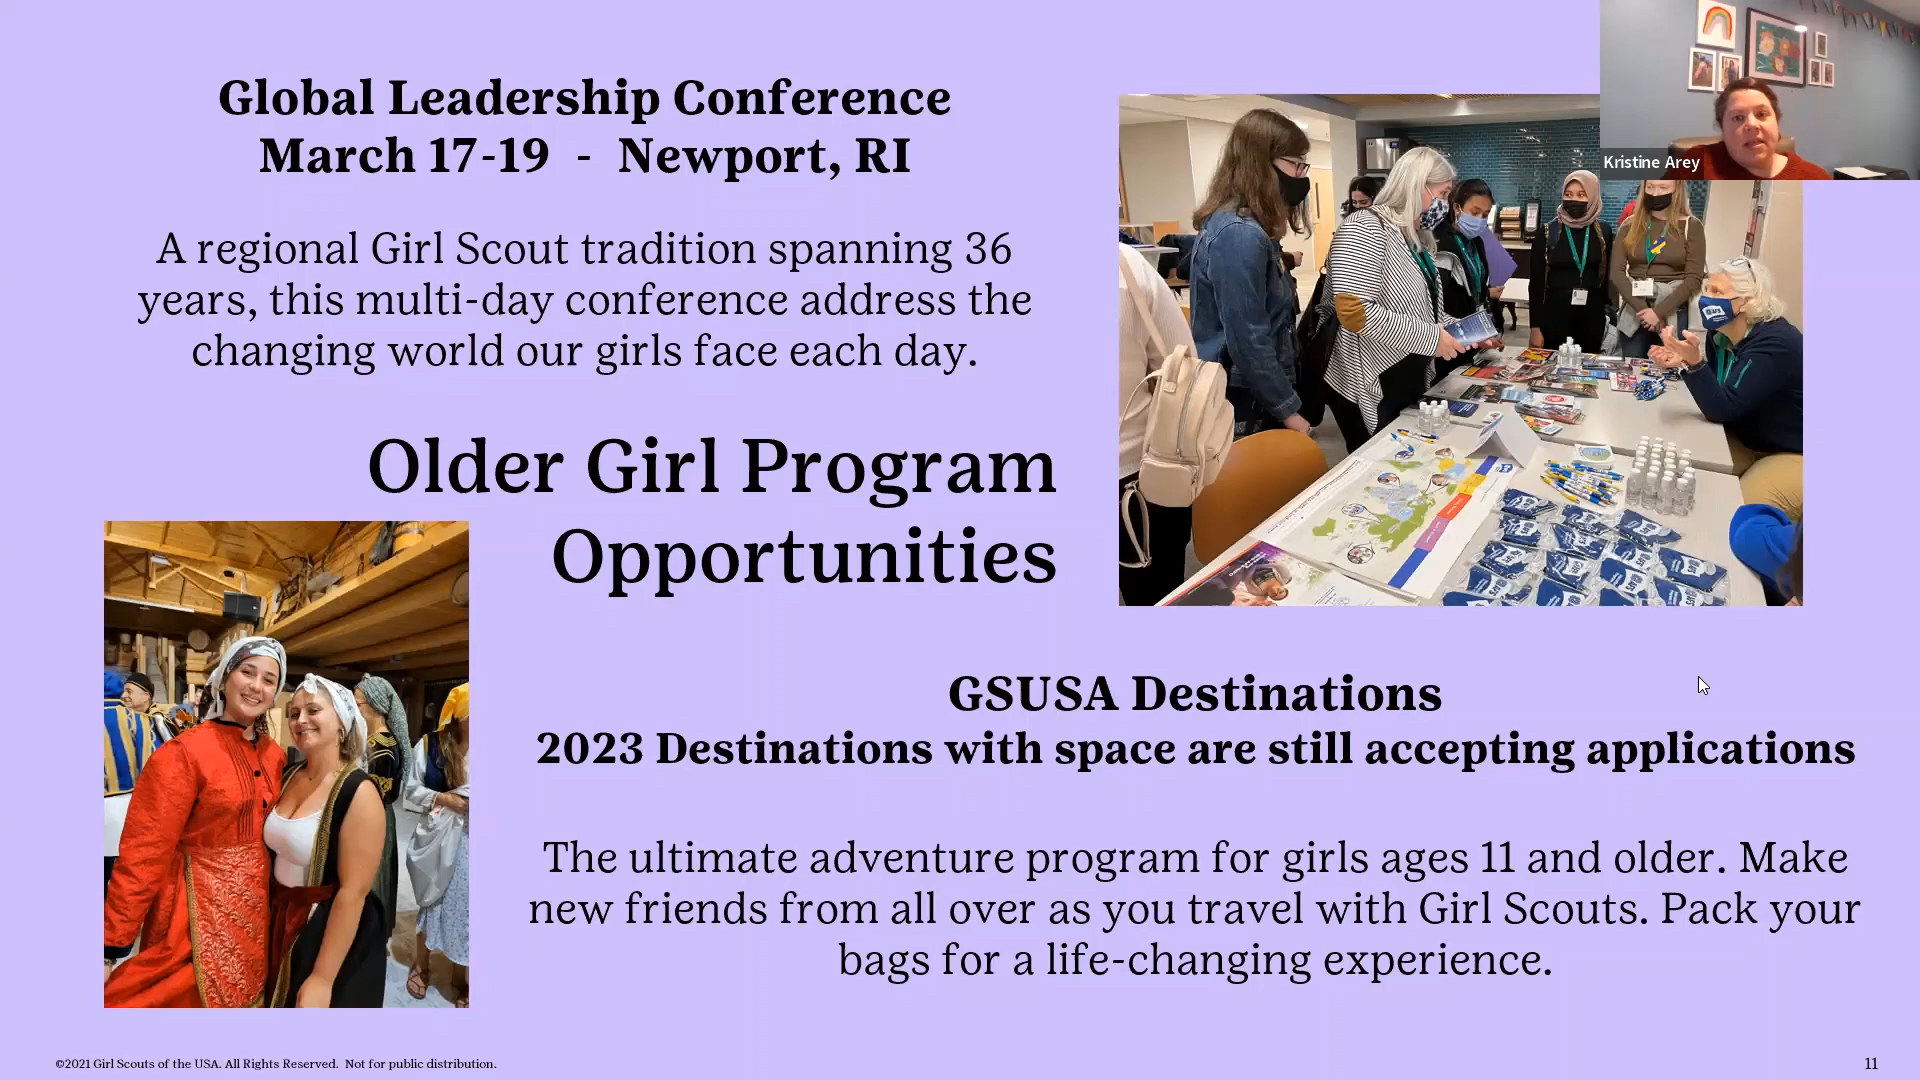 Global Leadership Conference
March 17-19 - Newport, RI
A regional Girl Scout tradition spanning 36
years, this multi-day conference address the
changing world our girls face each day.
Kristine Arey
Older Girl Program
Opportunities
GSUSA Destinations
2023 Destinations with space are still accepting applications
The ultimate adventure program for girls ages 11 and older. Make
new friends from all over as you travel with Girl Scouts. Pack your
bags for a life-changing experience.
©2021 Girl Scouts of the USA. All Rights Reserved. Not for public distribution.
11